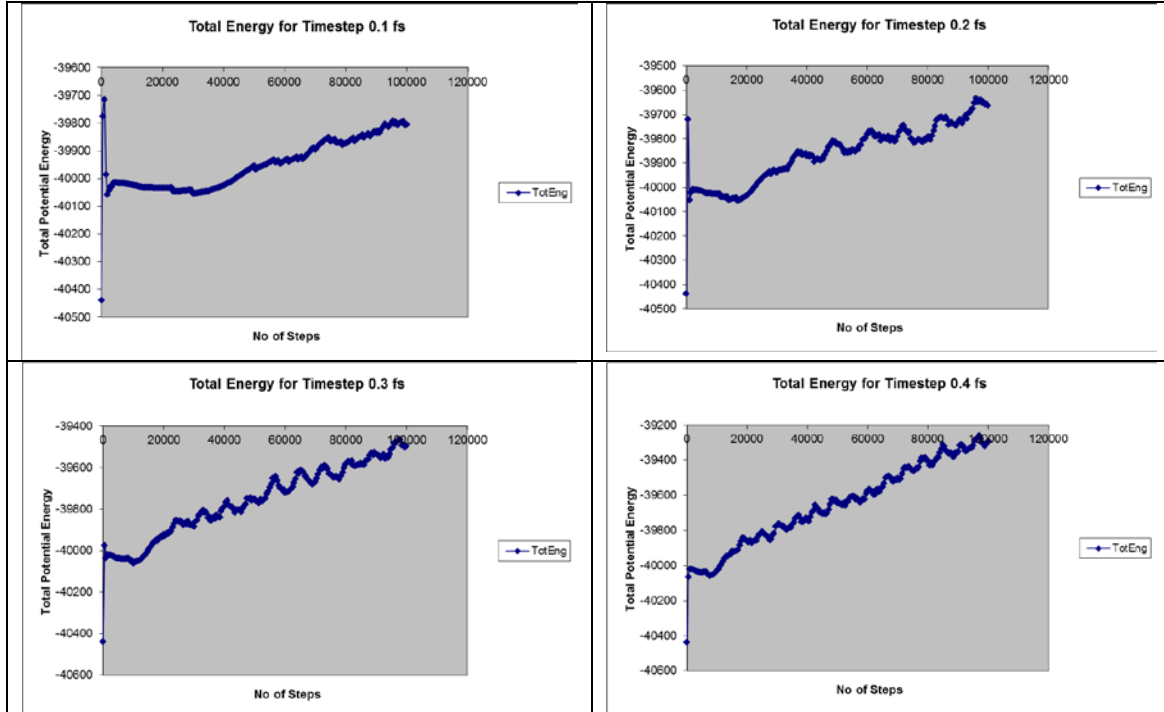 Total Energy for Timestep 0.1 fs
-39600
0 20000 40000 60000 80000 100000 120000
-39700
-39800
-39900
-40000
-40100
-40200
-40300
-40400
-40500
Total Potential Energy
TotEng
No of Steps
Total Energy for Timestep 0.2 fs
-39500
0 20000 40000 60000 80000 100000 120000
-39600
-39700
-39800
-39900
-40000
-40100
-40200
-40300
-40400
-40500
Total Potential Energy
TotEng
No of Steps
Total Energy for Timestep 0.3 fs
-39400
0 20000 40000 60000 80000 100000 120000
-39600
-39800
-40000
-40200
-40400
-40600
Total Potential Energy
TotEng
No of Steps
Total Energy for Timestep 0.4 fs
-39200
0 20000 40000 60000 80000 100000 120000
-39400
-39600
-39800
-40000
-40200
-40400
-40600
Total Potential Energy
TotEng
No of Steps